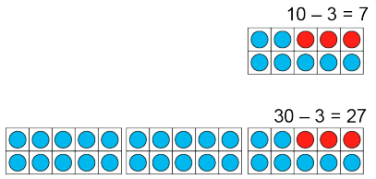 10 – 3 = 7
30 – 3 = 27